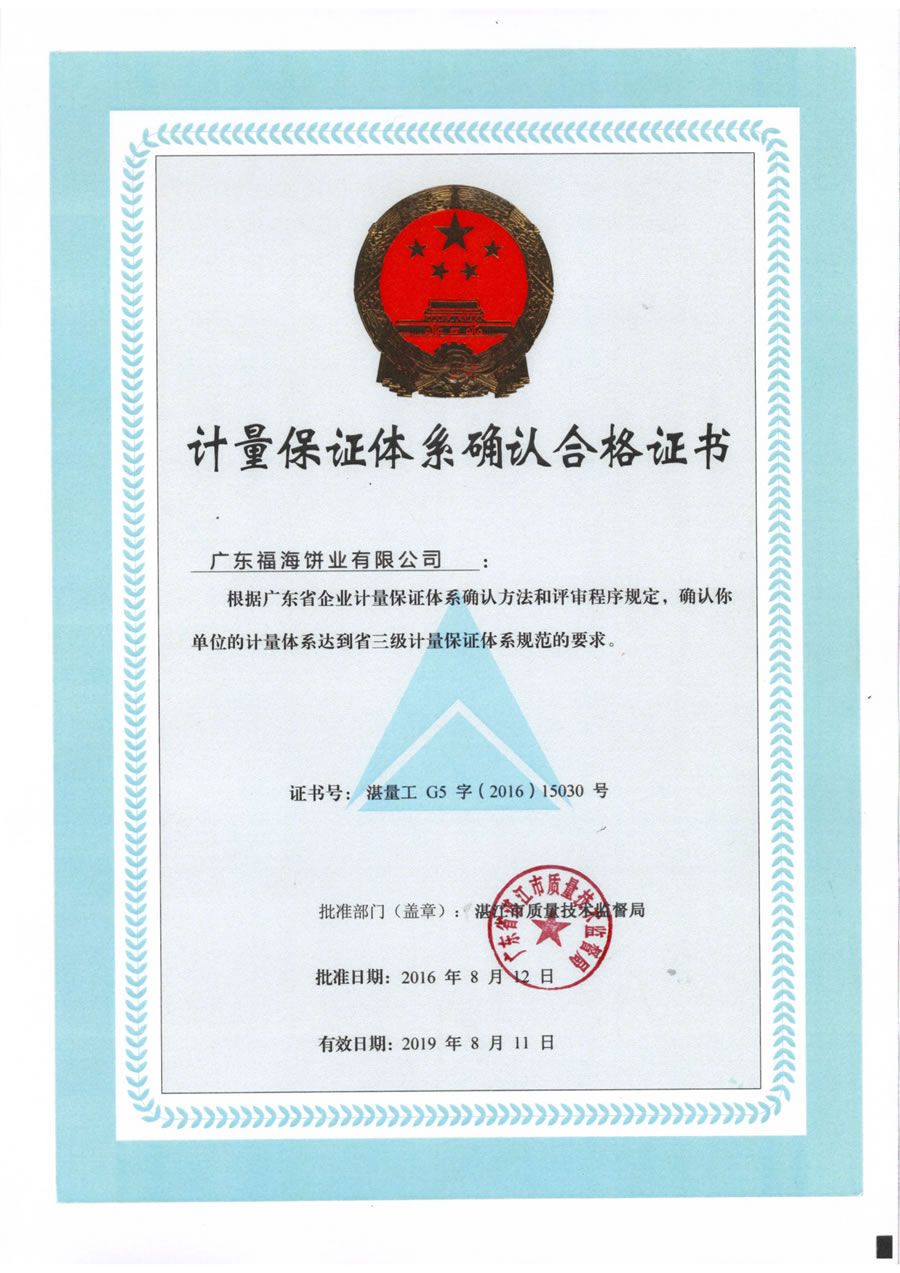 计量保证体系确认合格证书
广东福海饼业有限公司：
根据广东省企业计量保证体系确认方法和评审程序规定，确认你
单位的计量体系达到省三级计量保证体系规范的要求。
证书号： 湛量工 G5 字（2016）15030 号
批准部门（盖章）： 湛江市质量技术监督局
广东省湛江市质量技术监督局
批准日期：2016 年 8 月 12 日
有效日期：2019 年 8 月 11 日